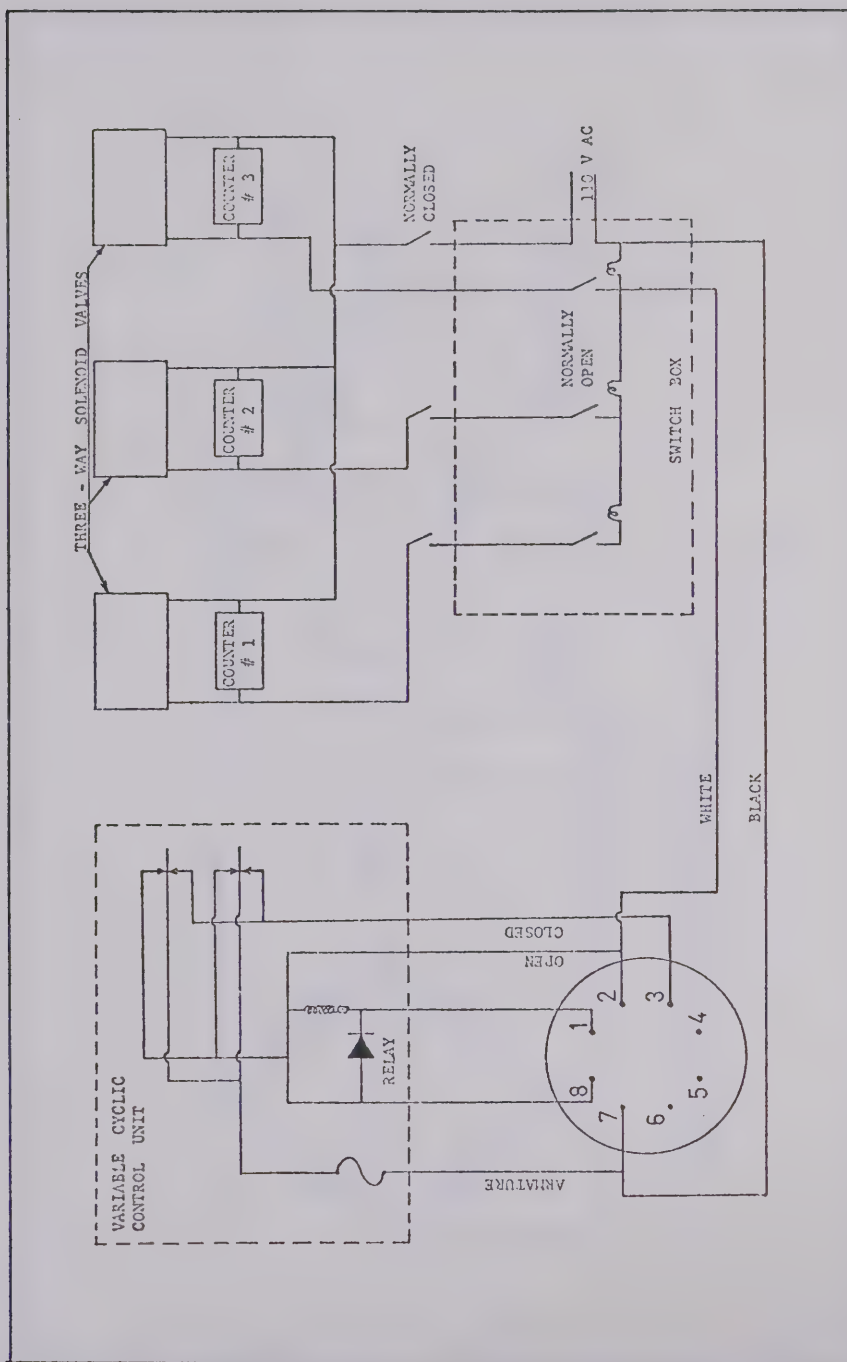 THREE - WAY SOLENOID VALVES
COUNTER
# 1
COUNTER
# 2
COUNTER
# 3
NORMALLY
CLOSED
NORMALLY
OPEN
110 V AC
SWITCH BOX
VARIABLE CYCLIC
CONTROL UNIT
RELAY
ARMATURE
OPEN
CLOSED
WHITE
BLACK
1
2
3
4
5
6
7
8